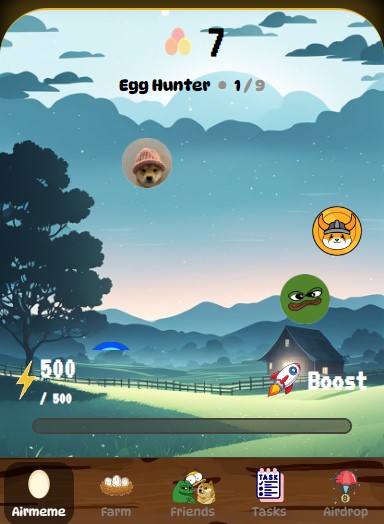 7
Egg Hunter • 1 / 9
500
/ 500
Boost
TASK
Airmeme
Farm
Friends
Tasks
Airdrop